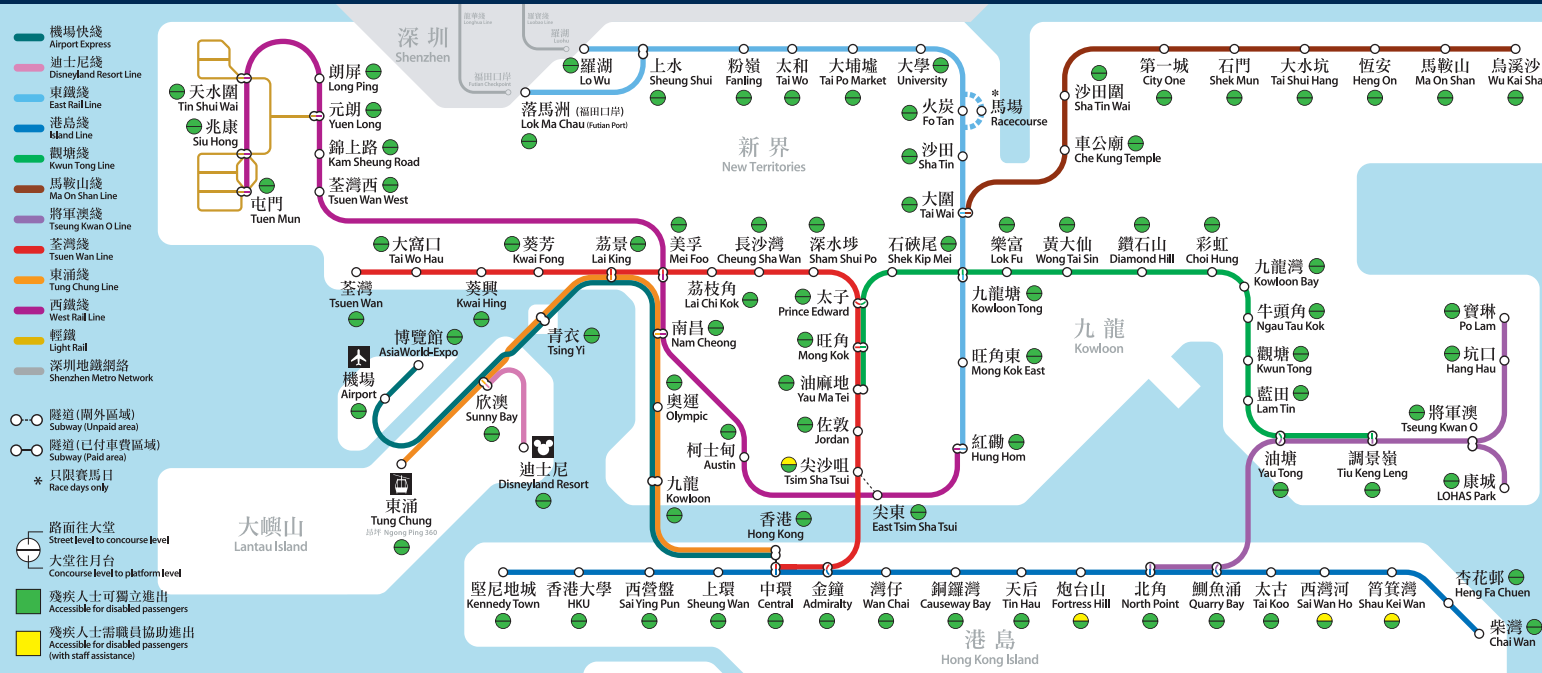 機場快綫
Airport Express
迪士尼綫
Disneyland Resort Line
東鐵綫
East Rail Line
港島綫
Island Line
觀塘綫
Kwun Tong Line
馬鞍山綫
Ma On Shan Line
將軍澳綫
Tseung Kwan O Line
荃灣綫
Tsuen Wan Line
東涌綫
Tung Chung Line
西鐵綫
West Rail Line
輕鐵
Light Rail
深圳地鐵網絡
Shenzhen Metro Network
隧道(閘外區域)
Subway (Unpaid area)
隧道(已付車費區域)
Subway (Paid area)
* 只限賽馬日
Race days only
路面往大堂
Street level to concourse level
大堂往月台
Concourse level to platform level
殘疾人士可獨立進出
Accessible for disabled passengers
殘疾人士需職員協助進出
Accessible for disabled passengers
(with staff assistance)
深圳
Shenzhen
龍華綫
Longhua Line
羅寶綫
Luobao Line
羅湖
Luohu
福田口岸
Futian Checkpoint
新界
New Territories
九龍
Kowloon
大嶼山
Lantau Island
港島
Hong Kong Island
天水圍
Tin Shui Wai
兆康
Siu Hong
屯門
Tuen Mun
朗屏
Long Ping
元朗
Yuen Long
錦上路
Kam Sheung Road
荃灣西
Tsuen Wan West
羅湖
Lo Wu
上水
Sheung Shui
粉嶺
Fanling
太和
Tai Wo
大埔墟
Tai Po Market
大學
University
落馬洲 (福田口岸)
Lok Ma Chau (Futian Port)
火炭
Fo Tan
*
馬場
Racecourse
沙田
Sha Tin
大圍
Tai Wai
沙田圍
Sha Tin Wai
車公廟
Che Kung Temple
第一城
City One
石門
Shek Mun
大水坑
Tai Shui Hang
恆安
Heng On
馬鞍山
Ma On Shan
烏溪沙
Wu Kai Sha
大窩口
Tai Wo Hau
葵芳
Kwai Fong
荔景
Lai King
美孚
Mei Foo
長沙灣
Cheung Sha Wan
深水埗
Sham Shui Po
石硤尾
Shek Kip Mei
樂富
Lok Fu
黃大仙
Wong Tai Sin
鑽石山
Diamond Hill
彩虹
Choi Hung
荃灣
Tsuen Wan
葵興
Kwai Hing
荔枝角
Lai Chi Kok
太子
Prince Edward
九龍塘
Kowloon Tong
九龍灣
Kowloon Bay
牛頭角
Ngau Tau Kok
觀塘
Kwun Tong
藍田
Lam Tin
寶琳
Po Lam
坑口
Hang Hau
將軍澳
Tseung Kwan O
康城
LOHAS Park
油塘
Yau Tong
調景嶺
Tiu Keng Leng
博覽館
AsiaWorld-Expo
機場
Airport
青衣
Tsing Yi
欣澳
Sunny Bay
迪士尼
Disneyland Resort
東涌
Tung Chung
昂坪 Ngong Ping 360
南昌
Nam Cheong
奧運
Olympic
柯士甸
Austin
九龍
Kowloon
旺角
Mong Kok
油麻地
Yau Ma Tei
佐敦
Jordan
尖沙咀
Tsim Sha Tsui
旺角東
Mong Kok East
紅磡
Hung Hom
尖東
East Tsim Sha Tsui
香港
Hong Kong
堅尼地城
Kennedy Town
香港大學
HKU
西營盤
Sai Ying Pun
上環
Sheung Wan
中環
Central
金鐘
Admiralty
灣仔
Wan Chai
銅鑼灣
Causeway Bay
天后
Tin Hau
炮台山
Fortress Hill
北角
North Point
鰂魚涌
Quarry Bay
太古
Tai Koo
西灣河
Sai Wan Ho
筲箕灣
Shau Kei Wan
杏花邨
Heng Fa Chuen
柴灣
Chai Wan